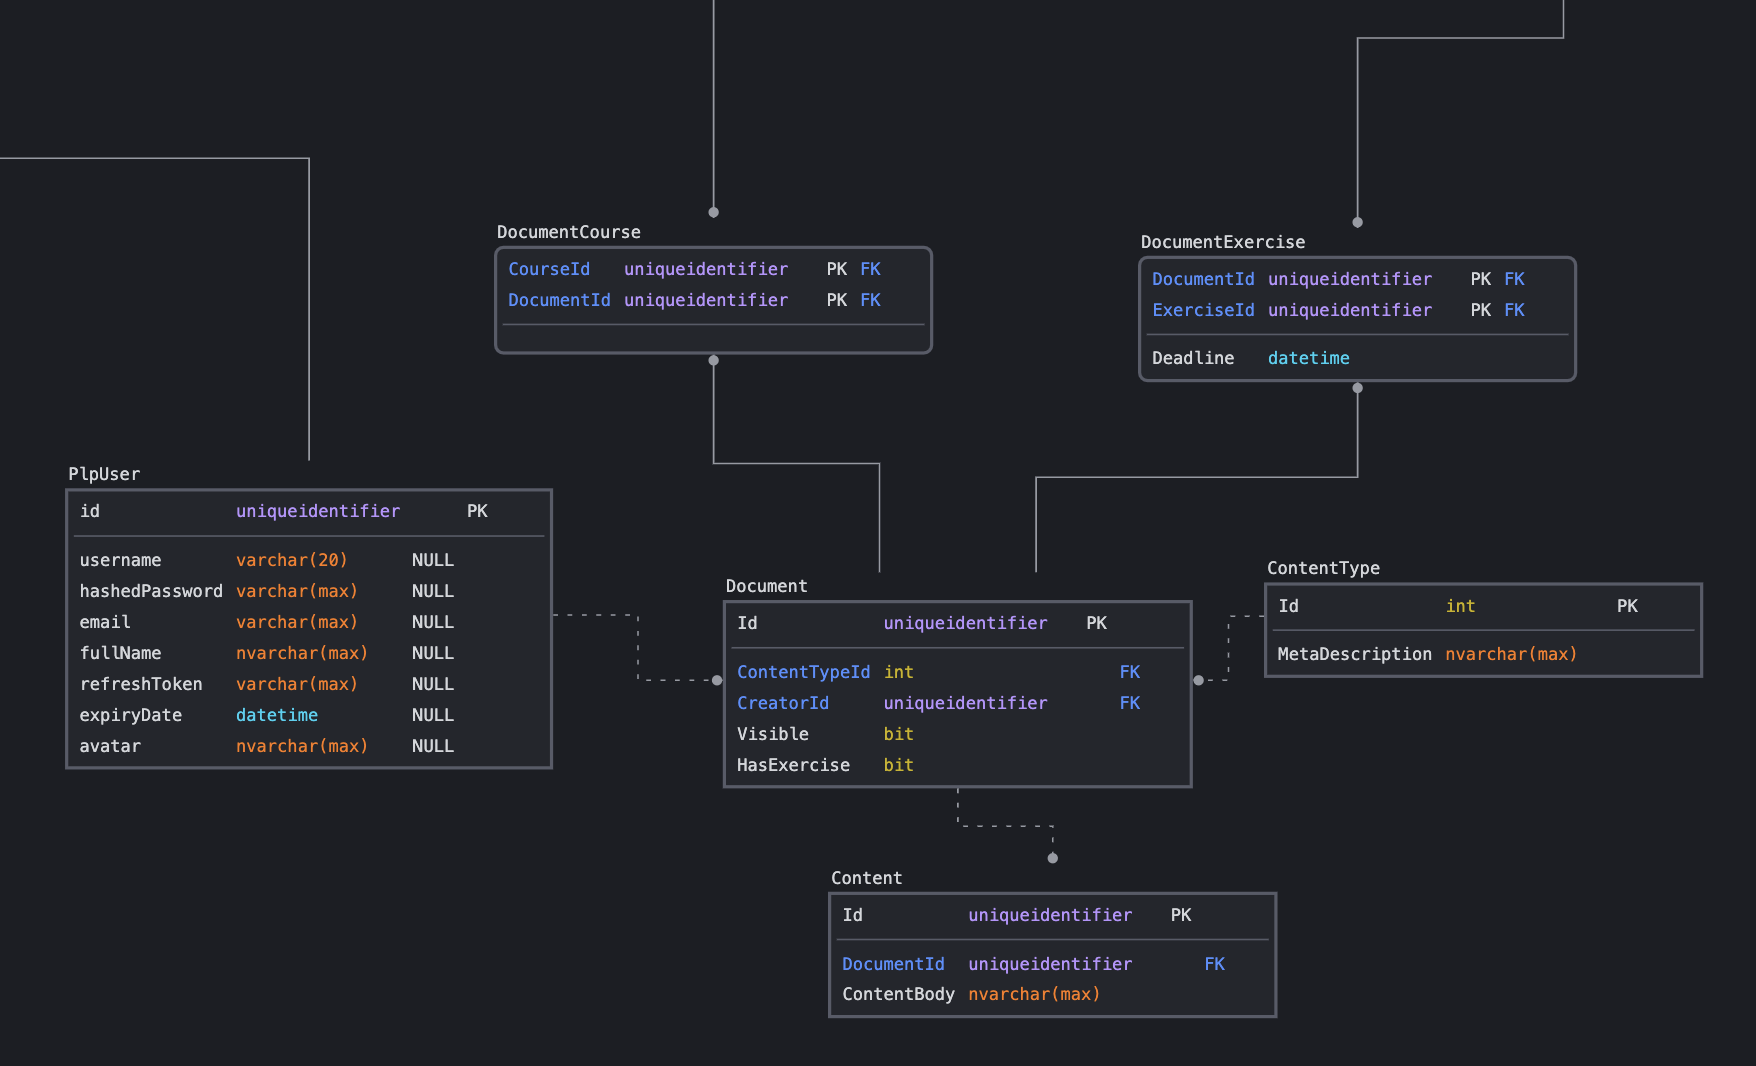 DocumentCourse
CourseId uniqueidentifier PK FK
DocumentId uniqueidentifier PK FK
DocumentExercise
DocumentId uniqueidentifier PK FK
ExerciseId uniqueidentifier PK FK
Deadline datetime
PlpUser
id uniqueidentifier PK
username varchar(20) NULL
hashedPassword varchar(max) NULL
email varchar(max) NULL
fullName nvarchar(max) NULL
refreshToken varchar(max) NULL
expiryDate datetime NULL
avatar nvarchar(max) NULL
Document
Id uniqueidentifier PK
ContentTypeId int FK
CreatorId uniqueidentifier FK
Visible bit
HasExercise bit
ContentType
Id int PK
MetaDescription nvarchar(max)
Content
Id uniqueidentifier PK
DocumentId uniqueidentifier FK
ContentBody nvarchar(max)